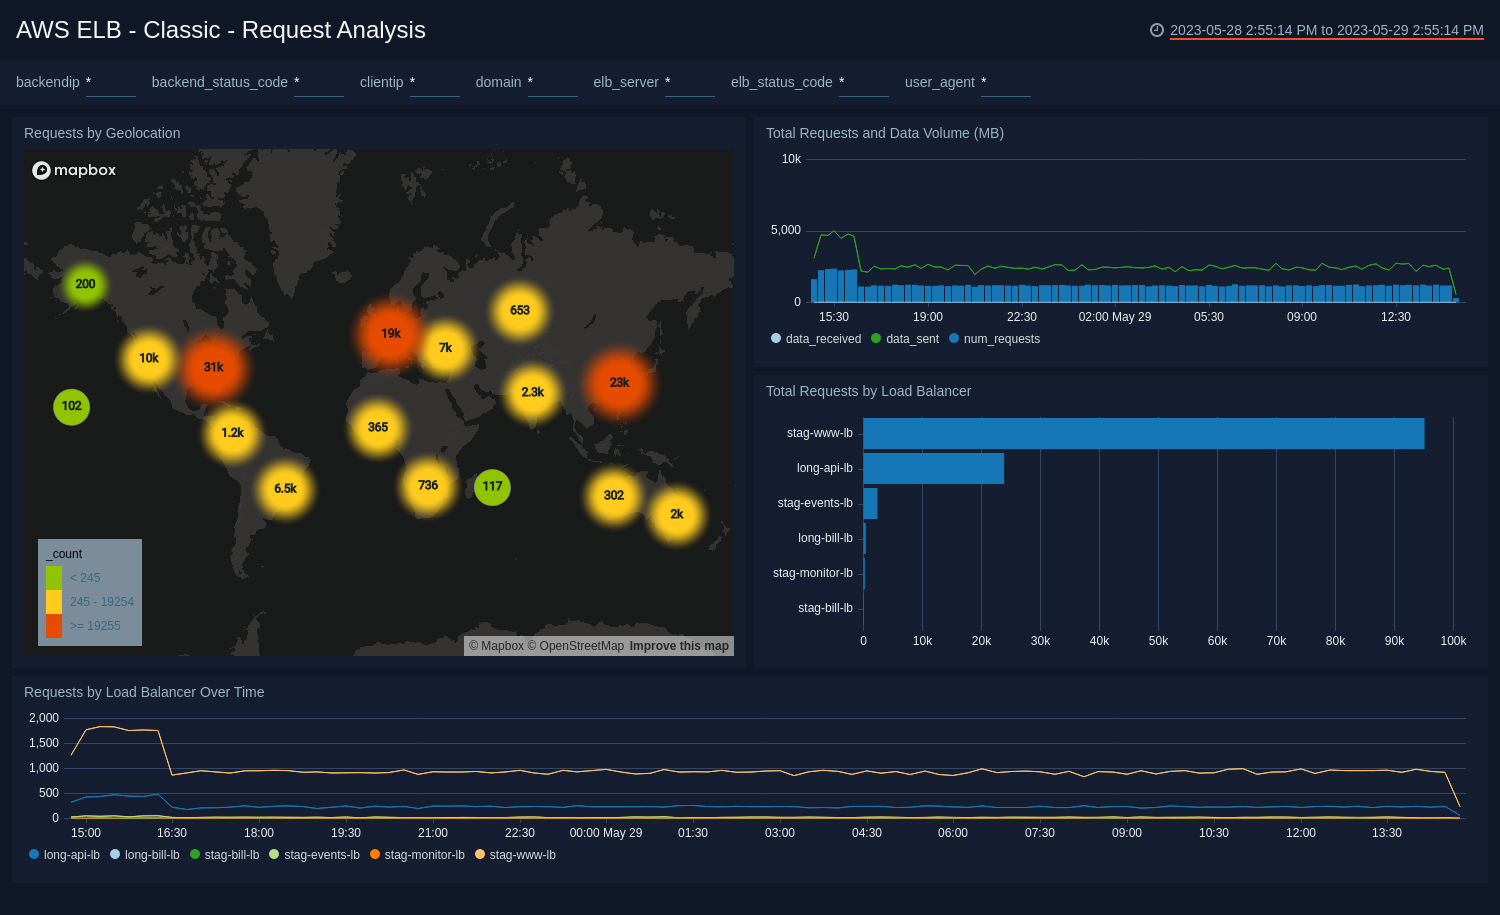 AWS ELB - Classic - Request Analysis
2023-05-28 2:55:14 PM to 2023-05-29 2:55:14 PM
backendip * backend_status_code * clientip * domain * elb_server * elb_status_code * user_agent *
Requests by Geolocation
mapbox
200
653
19k
7k
10k
31k
23k
2.3k
102
365
1.2k
736
117
6.5k
302
2k
_count
< 245
245 - 19254
>= 19255
© Mapbox © OpenStreetMap Improve this map
Total Requests and Data Volume (MB)
10k
5,000
0
15:30 19:00 22:30 02:00 May 29 05:30 09:00 12:30
data_received data_sent num_requests
Total Requests by Load Balancer
stag-www-lb
long-api-lb
stag-events-lb
long-bill-lb
stag-monitor-lb
stag-bill-lb
0 10k 20k 30k 40k 50k 60k 70k 80k 90k 100k
Requests by Load Balancer Over Time
2,000
1,500
1,000
500
0
15:00 16:30 18:00 19:30 21:00 22:30 00:00 May 29 01:30 03:00 04:30 06:00 07:30 09:00 10:30 12:00 13:30
long-api-lb long-bill-lb stag-bill-lb stag-events-lb stag-monitor-lb stag-www-lb